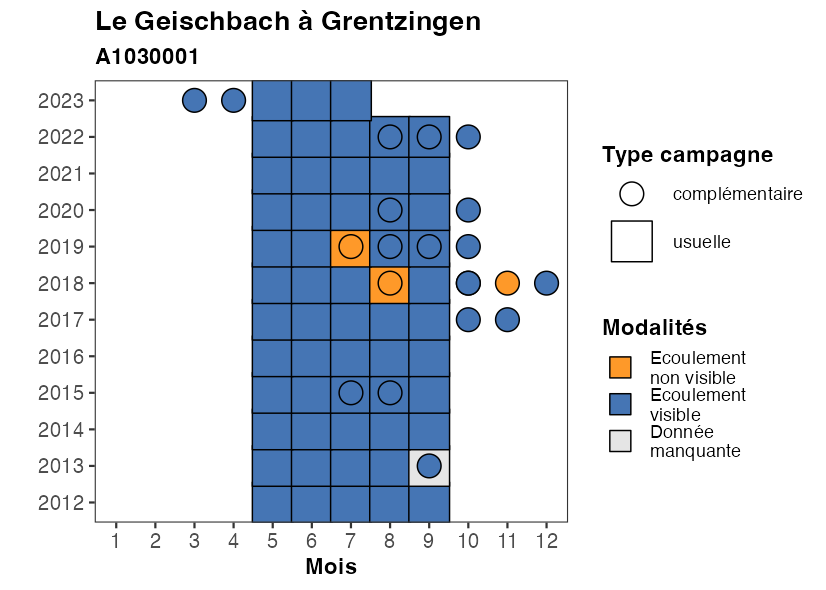 Le Geischbach à Grentzingen
A1030001
2023
2022
2021
2020
2019
2018
2017
2016
2015
2014
2013
2012
1 2 3 4 5 6 7 8 9 10 11 12
Mois
Type campagne
complémentaire
usuelle
Modalités
Ecoulement
non visible
Ecoulement
visible
Donnée
manquante